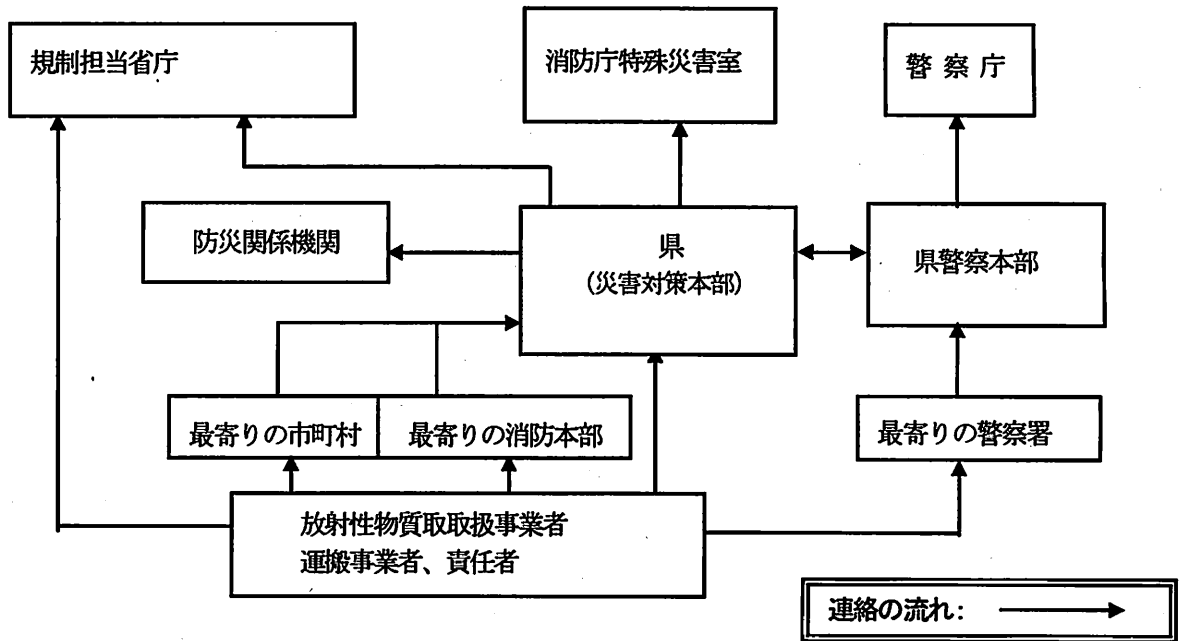 規制担当省庁
消防庁特殊災害室
警察庁
防災関係機関
県
(災害対策本部)
県警察本部
最寄りの市町村
最寄りの消防本部
最寄りの警察署
放射性物質取取扱事業者
運搬事業者、責任者
連絡の流れ: